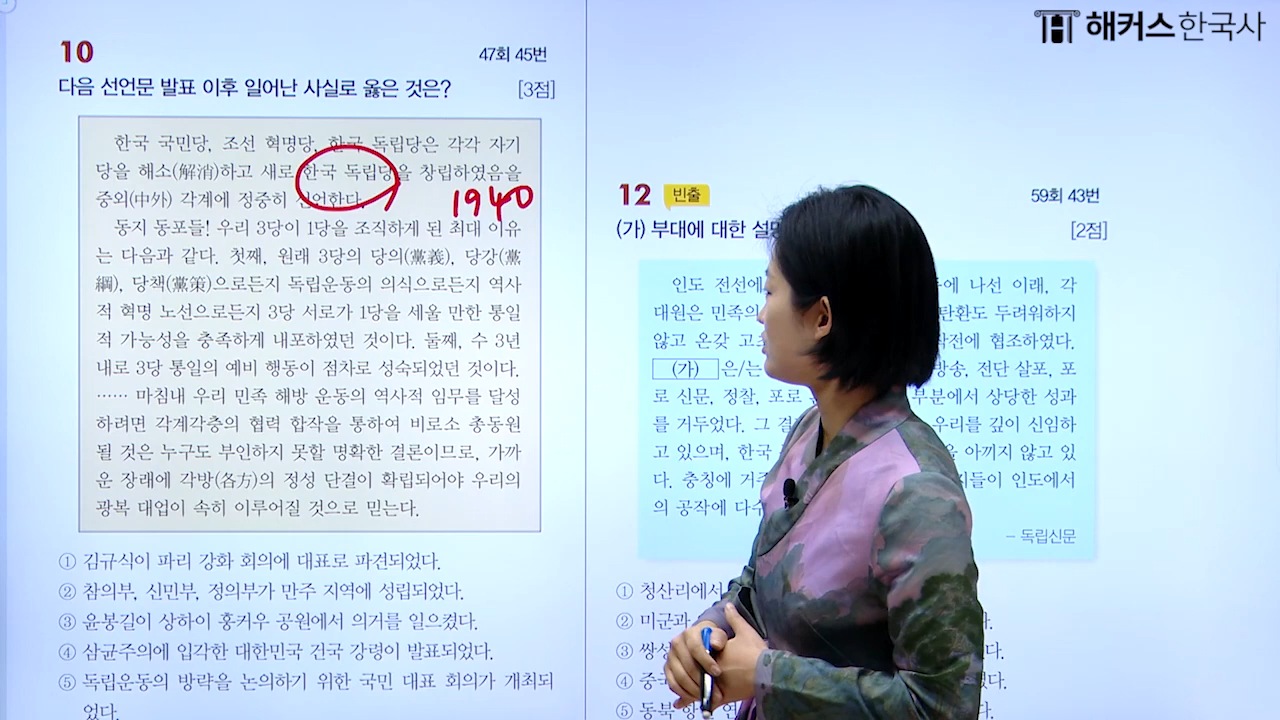 해커스한국사
10
47회 45번
다음 선언문 발표 이후 일어난 사실로 옳은 것은? [3점]
한국 국민당, 조선 혁명당, 한국 독립당은 각각 자기
당을 해소(解消)하고 새로 한국 독립당을 창립하였음을
중외(中外) 각계에 정중히 선언한다.
1940
동지 동포들! 우리 3당이 1당을 조직하게 된 최대 이유
는 다음과 같다. 첫째, 원래 3당의 당의(黨義), 당강(黨
綱), 당책(黨策)으로든지 독립운동의 의식으로든지 역사
적 혁명 노선으로든지 3당 서로가 1당을 세울 만한 통일
적 가능성을 충족하게 내포하였던 것이다. 둘째, 수 3년
내로 3당 통일의 예비 행동이 점차로 성숙되었던 것이다.
…… 마침내 우리 민족 해방 운동의 역사적 임무를 달성
하려면 각계각층의 협력 합작을 통하여 비로소 총동원
될 것은 누구도 부인하지 못할 명확한 결론이므로, 가까
운 장래에 각방(各方)의 정성 단결이 확립되어야 우리의
광복 대업이 속히 이루어질 것으로 믿는다.
① 김규식이 파리 강화 회의에 대표로 파견되었다.
② 참의부, 신민부, 정의부가 만주 지역에 성립되었다.
③ 윤봉길이 상하이 훙커우 공원에서 의거를 일으켰다.
④ 삼균주의에 입각한 대한민국 건국 강령이 발표되었다.
⑤ 독립운동의 방략을 논의하기 위한 국민 대표 회의가 개최되
었다.
12 빈출
59회 43번
(가) 부대에 대한 설명 [2점]
인도 전선에 나선 이래, 각
대원은 민족의 탄환도 두려워하지
않고 온갖 작전에 협조하였다.
(가) 은/는 방송, 전단 살포, 포
로 신문, 정찰, 포로 부분에서 상당한 성과
를 거두었다. 그 우리를 깊이 신임하
고 있으며, 한국 아끼지 않고 있
다. 충칭에 인도에서
의 공작에
- 독립신문
① 청산리에서
② 미군과 다.
③ 다.
④
⑤ 동북 다.